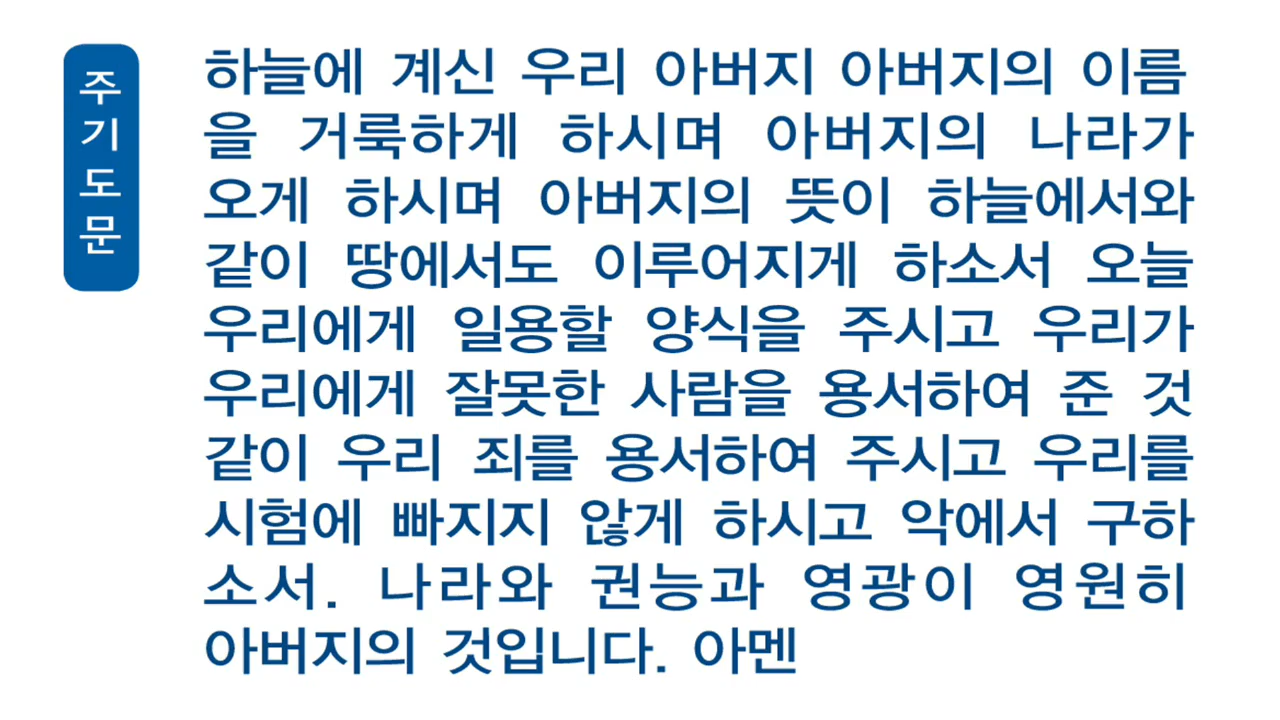 주기도문
하늘에 계신 우리 아버지 아버지의 이름
을 거룩하게 하시며 아버지의 나라가
오게 하시며 아버지의 뜻이 하늘에서와
같이 땅에서도 이루어지게 하소서 오늘
우리에게 일용할 양식을 주시고 우리가
우리에게 잘못한 사람을 용서하여 준 것
같이 우리 죄를 용서하여 주시고 우리를
시험에 빠지지 않게 하시고 악에서 구하
소서. 나라와 권능과 영광이 영원히
아버지의 것입니다. 아멘